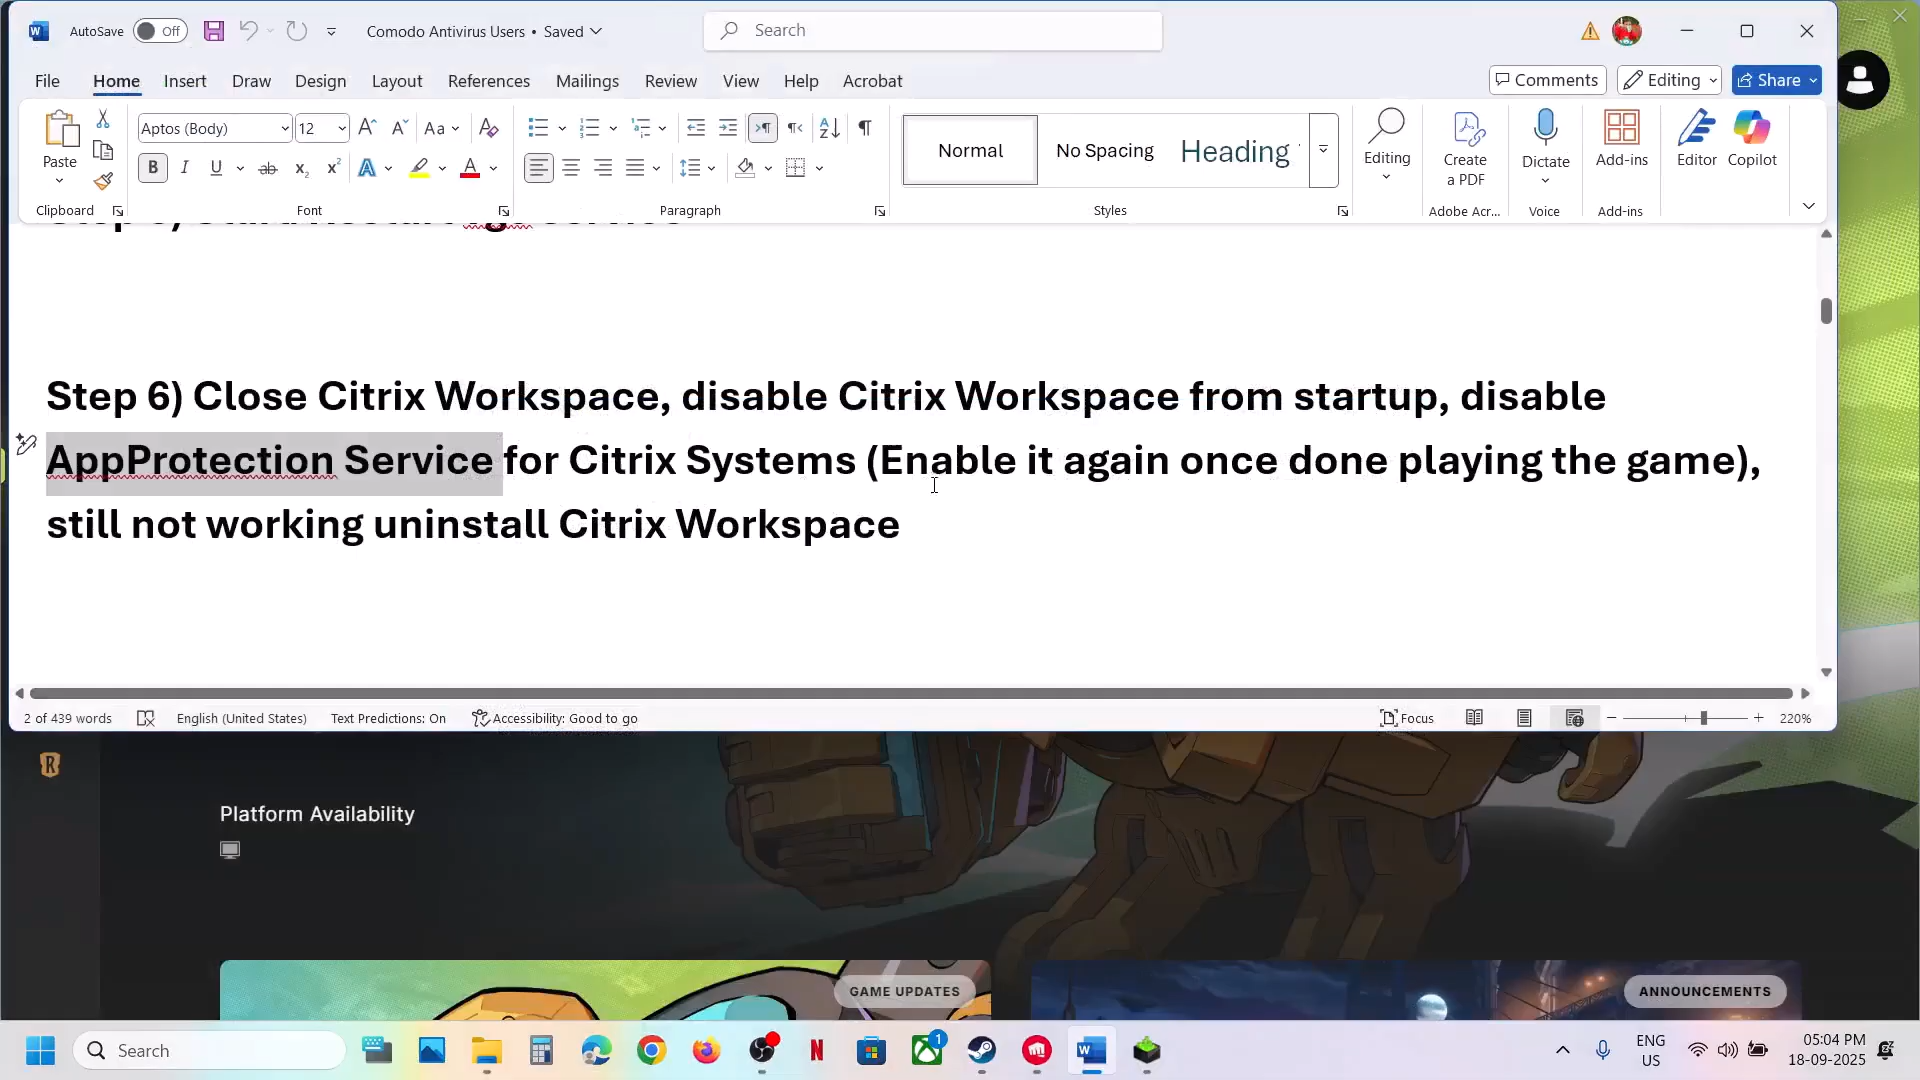 AutoSave
Off
Comodo Antivirus Users • Saved
Search
File
Home
Insert
Draw
Design
Layout
References
Mailings
Review
View
Help
Acrobat
Comments
Editing
Share
Paste
Aptos (Body)
12
Normal
No Spacing
Heading
Editing
Create a PDF
Dictate
Add-ins
Editor
Copilot
Clipboard
Font
Paragraph
Styles
Adobe Acr...
Voice
Add-ins
Step 6) Close Citrix Workspace, disable Citrix Workspace from startup, disable
AppProtection Service for Citrix Systems (Enable it again once done playing the game),
still not working uninstall Citrix Workspace
2 of 439 words
English (United States)
Text Predictions: On
Accessibility: Good to go
Focus
220%
Platform Availability
GAME UPDATES
ANNOUNCEMENTS
Search
1
ENG
US
05:04 PM
18-09-2025